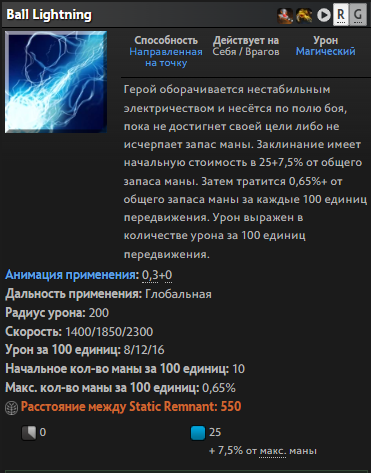 Ball Lightning
R G
Способность
Направленная
на точку
Действует на
Себя / Врагов
Урон
Магический
Герой оборачивается нестабильным
электричеством и несётся по полю боя,
пока не достигнет своей цели либо не
исчерпает запас маны. Заклинание имеет
начальную стоимость в 25+7,5% от общего
запаса маны. Затем тратится 0,65%+ от
общего запаса маны за каждые 100 единиц
передвижения. Урон выражен в
количестве урона за 100 единиц
передвижения.
Анимация применения: 0,3+0
Дальность применения: Глобальная
Радиус урона: 200
Скорость: 1400/1850/2300
Урон за 100 единиц: 8/12/16
Начальное кол-во маны за 100 единиц: 10
Макс. кол-во маны за 100 единиц: 0,65%
Расстояние между Static Remnant: 550
0
25
+ 7,5% от макс. маны